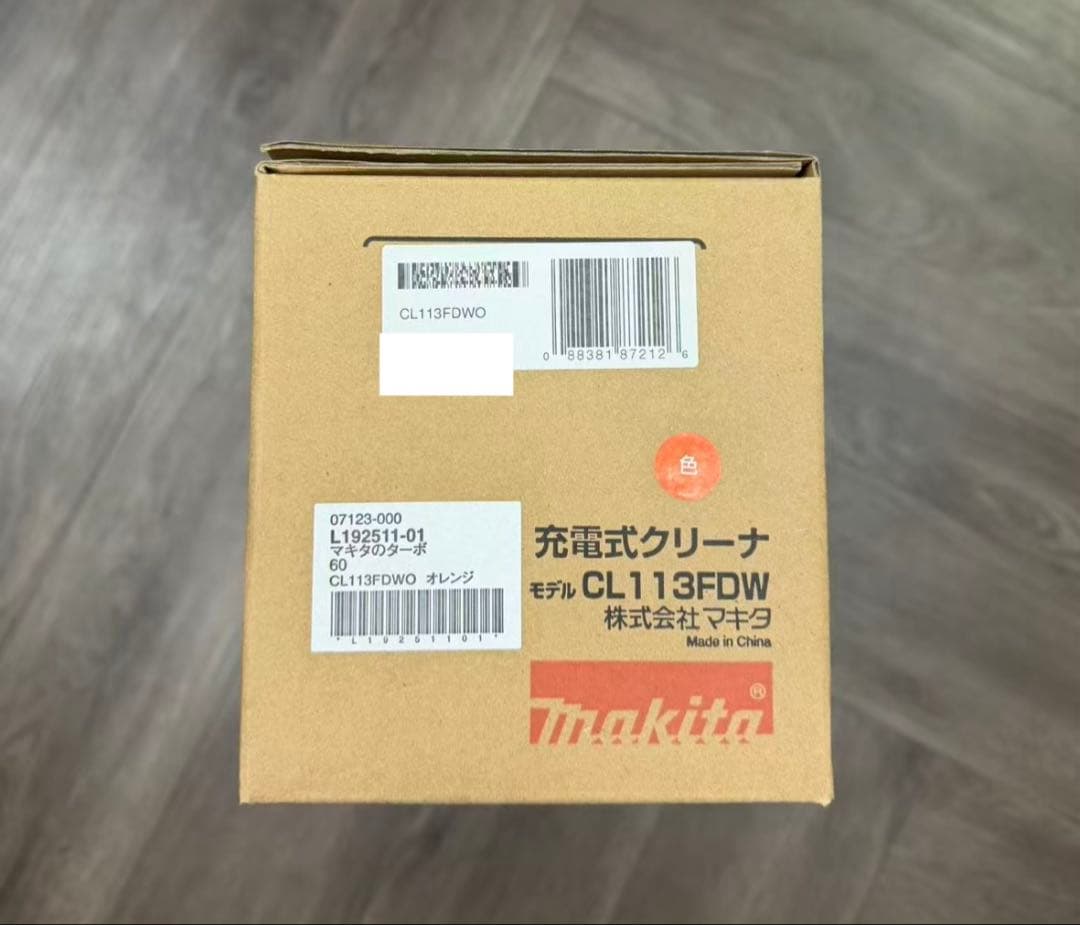 CL113FDWO
0 88381 87212 6
色
07123-000
L192511-01
マキタのターボ
60
CL113FDWO オレンジ
*L19251101*
充電式クリーナ
モデル CL113FDW
株式会社マキタ
Made in China
makita®